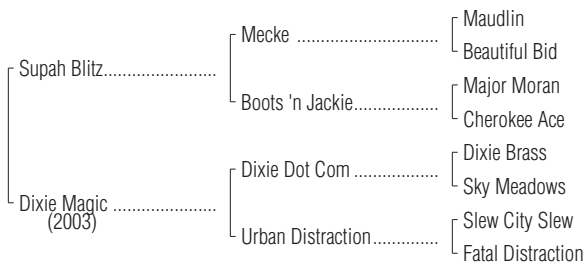 Maudlin
Mecke ..................................
Beautiful Bid
Supah Blitz.......................
Major Moran
Boots 'n Jackie.................
Cherokee Ace
Dixie Brass
Dixie Dot Com .................
Sky Meadows
Dixie Magic .....................
(2003)
Slew City Slew
Urban Distraction.............
Fatal Distraction